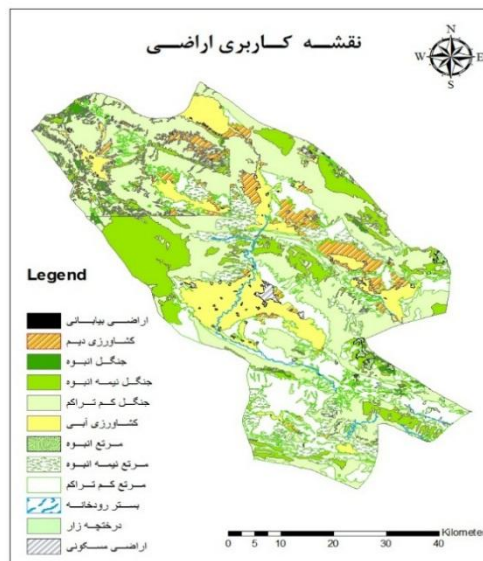 نقشه کاربری اراضی
N
W E
S
Legend
اراضی بیابانی
کشاورزی دیم
جنگل انبوه
جنگل نیمه انبوه
جنگل کم تراکم
کشاورزی آبی
مرتع انبوه
مرتع نیمه انبوه
مرتع کم تراکم
بستر رودخانه
درختچه زار
اراضی مسکونی
Kilometer
0 5 10 20 30 40